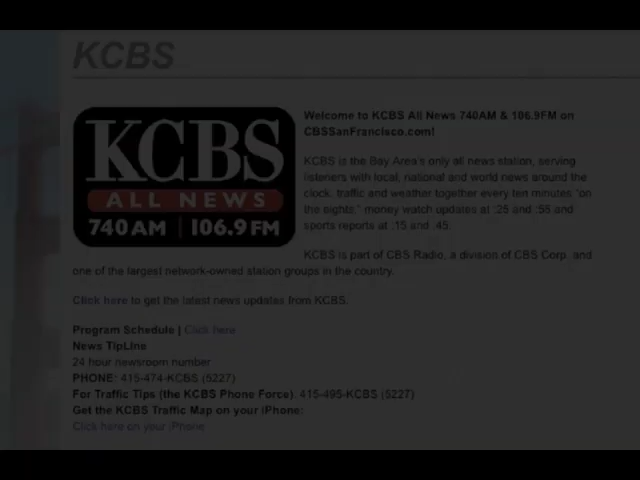 KCBS
KCBS
ALL NEWS
740 AM | 106.9 FM
Welcome to KCBS All News 740AM & 106.9FM on
CBSSanFrancisco.com!
KCBS is the Bay Area's only all news station, serving
listeners with local, national and world news around the
clock, traffic and weather together every ten minutes "on
the eights," money watch updates at :25 and :55 and
sports reports at :15 and :45.
KCBS is part of CBS Radio, a division of CBS Corp. and
one of the largest network-owned station groups in the country.
Click here to get the latest news updates from KCBS.
Program Schedule | Click here
News TipLine
24 hour newsroom number
PHONE: 415-474-KCBS (5227)
For Traffic Tips (the KCBS Phone Force). 415-495-KCBS (5227)
Get the KCBS Traffic Map on your iPhone:
Click here on your iPhone